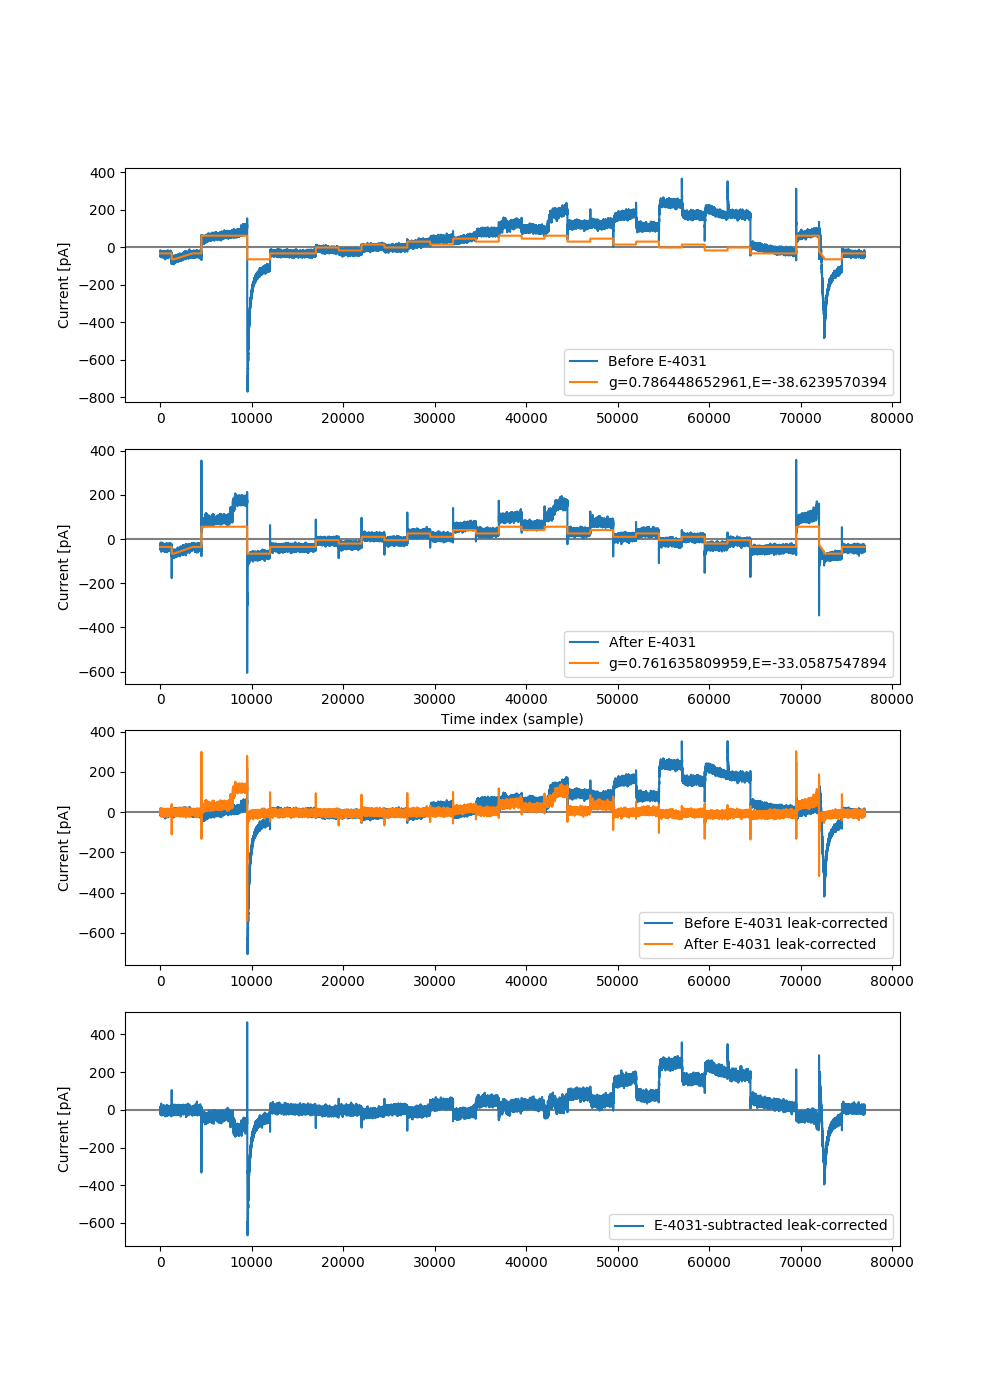 400
200
0
−200
−400
−600
−800
Current [pA]
Before E-4031
g=0.786448652961,E=-38.6239570394
0 10000 20000 30000 40000 50000 60000 70000 80000
400
200
0
−200
−400
−600
Current [pA]
After E-4031
g=0.761635809959,E=-33.0587547894
0 10000 20000 30000 40000 50000 60000 70000 80000
Time index (sample)
400
200
0
−200
−400
−600
Current [pA]
Before E-4031 leak-corrected
After E-4031 leak-corrected
0 10000 20000 30000 40000 50000 60000 70000 80000
400
200
0
−200
−400
−600
Current [pA]
E-4031-subtracted leak-corrected
0 10000 20000 30000 40000 50000 60000 70000 80000